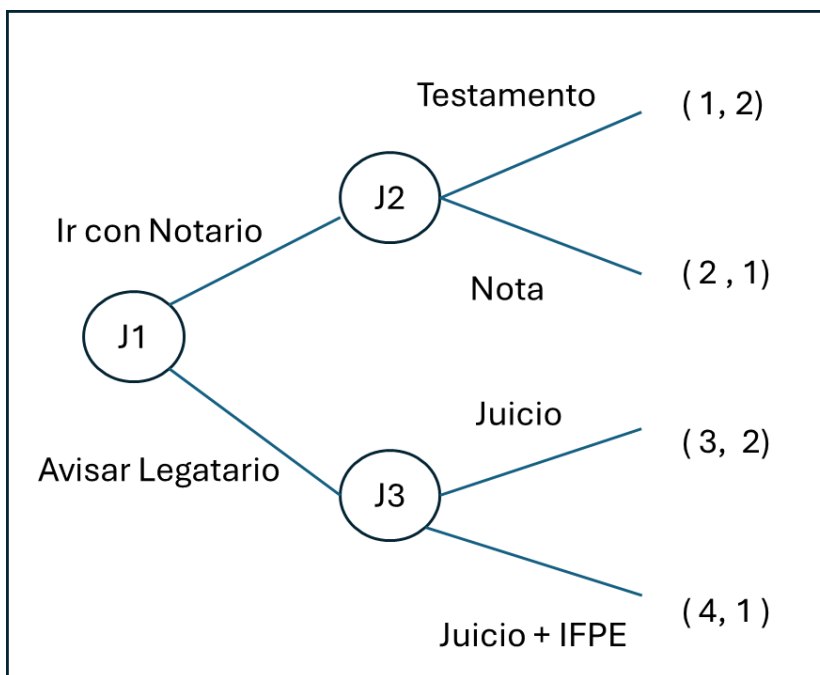 Testamento
( 1, 2)
J2
Ir con Notario
Nota
( 2 , 1)
J1
Juicio
( 3, 2)
Avisar Legatario
J3
Juicio + IFPE
( 4, 1 )